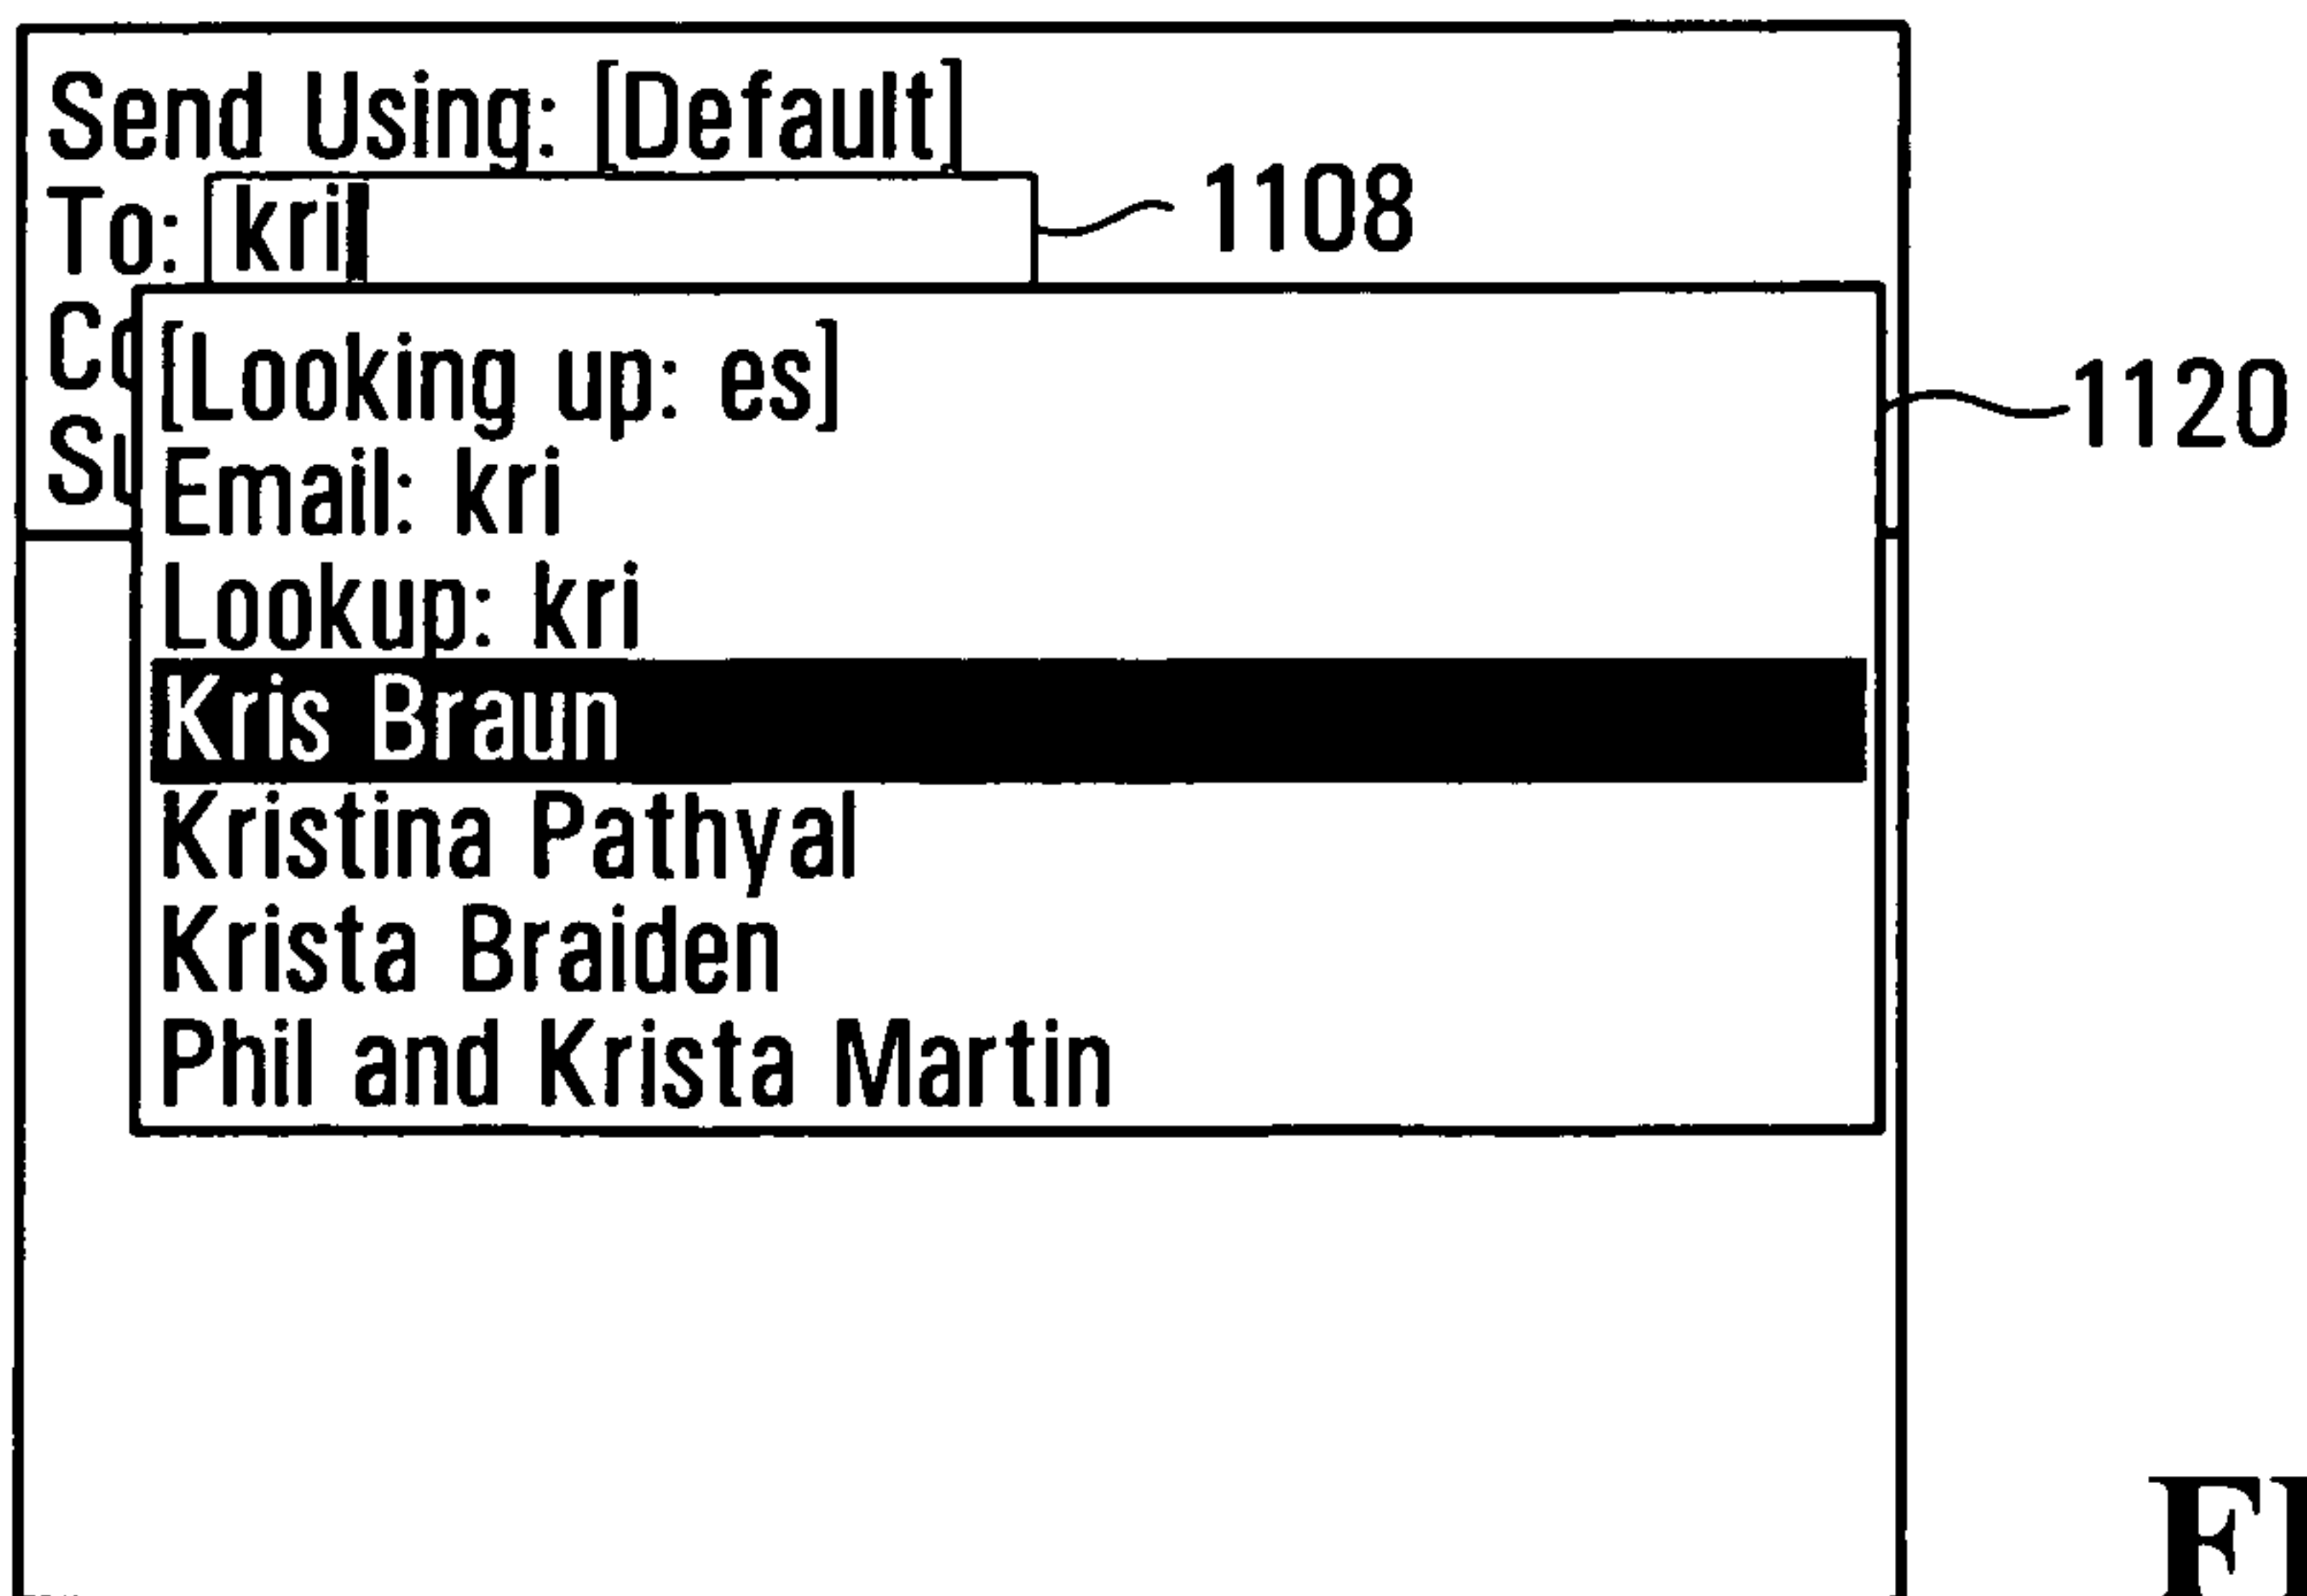 Send Using: [Default]
To: kri
1108
[Looking up: es]
1120
Email: kri
Lookup: kri
Kris Braun
Kristina Pathyal
Krista Braiden
Phil and Krista Martin